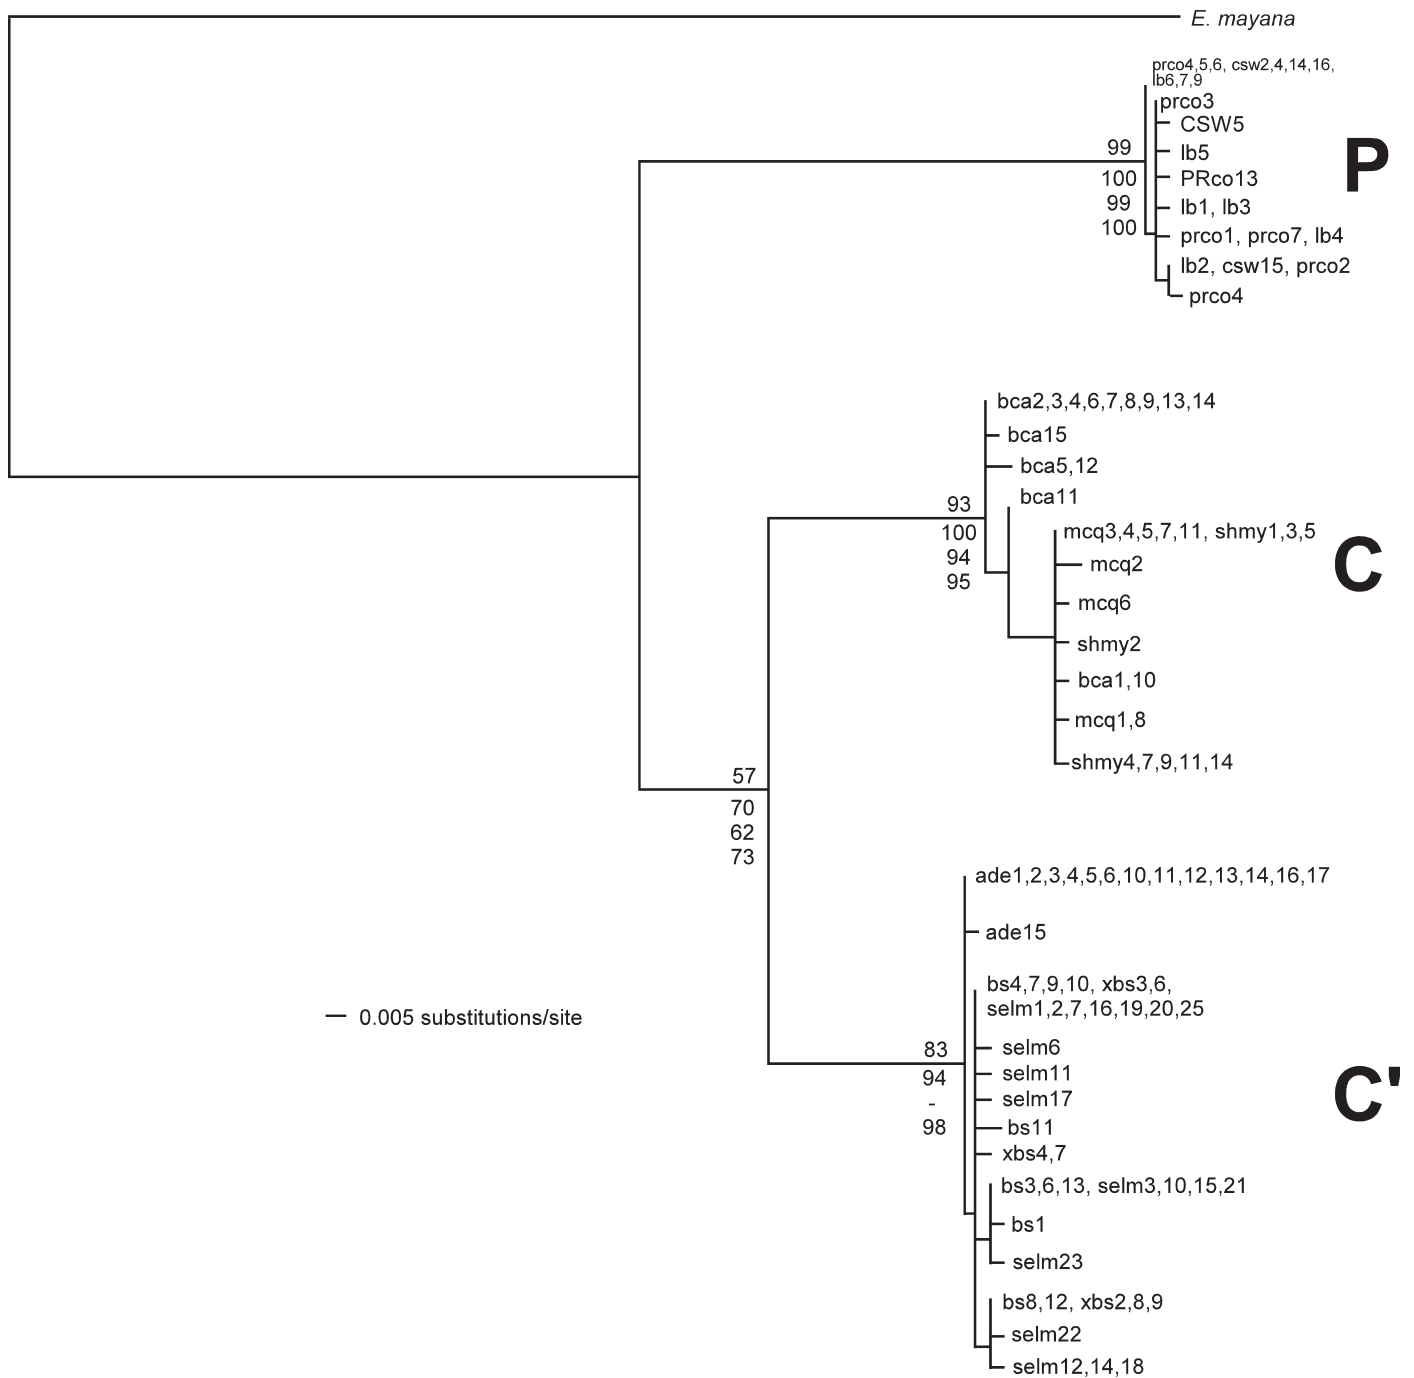 E. mayana
prco4,5,6, csw2,4,14,16,
lb6,7,9
prco3
CSW5
99
P
lb5
100
PRco13
99
lb1, lb3
100
prco1, prco7, lb4
lb2, csw15, prco2
prco4
bca2,3,4,6,7,8,9,13,14
bca15
bca5,12
bca11
93
mcq3,4,5,7,11, shmy1,3,5
100
94
mcq2
C
95
mcq6
shmy2
bca1,10
mcq1,8
shmy4,7,9,11,14
57
70
62
73
ade1,2,3,4,5,6,10,11,12,13,14,16,17
ade15
bs4,7,9,10, xbs3,6,
selm1,2,7,16,19,20,25
0.005 substitutions/site
83
selm6
94
selm11
C'
-
selm17
98
bs11
xbs4,7
bs3,6,13, selm3,10,15,21
bs1
selm23
bs8,12, xbs2,8,9
selm22
selm12,14,18